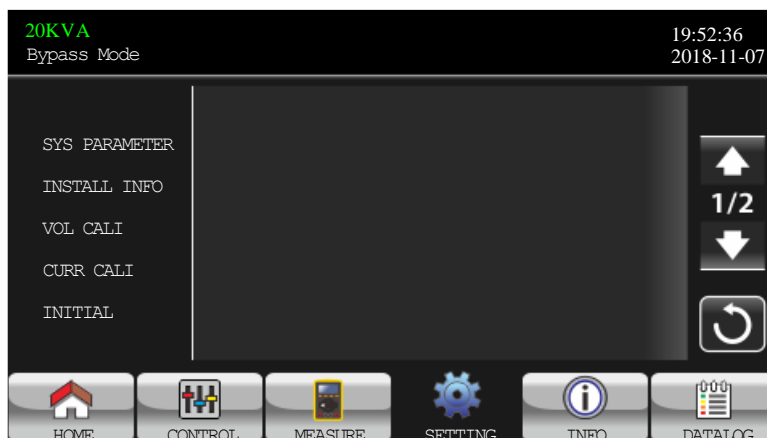 20KVA
Bypass Mode
19:52:36
2018-11-07
SYS PARAMETER
INSTALL INFO
VOL CALI
CURR CALI
INITIAL
1/2
HOME
CONTROL
MEASURE
SETTING
INFO
DATALOG